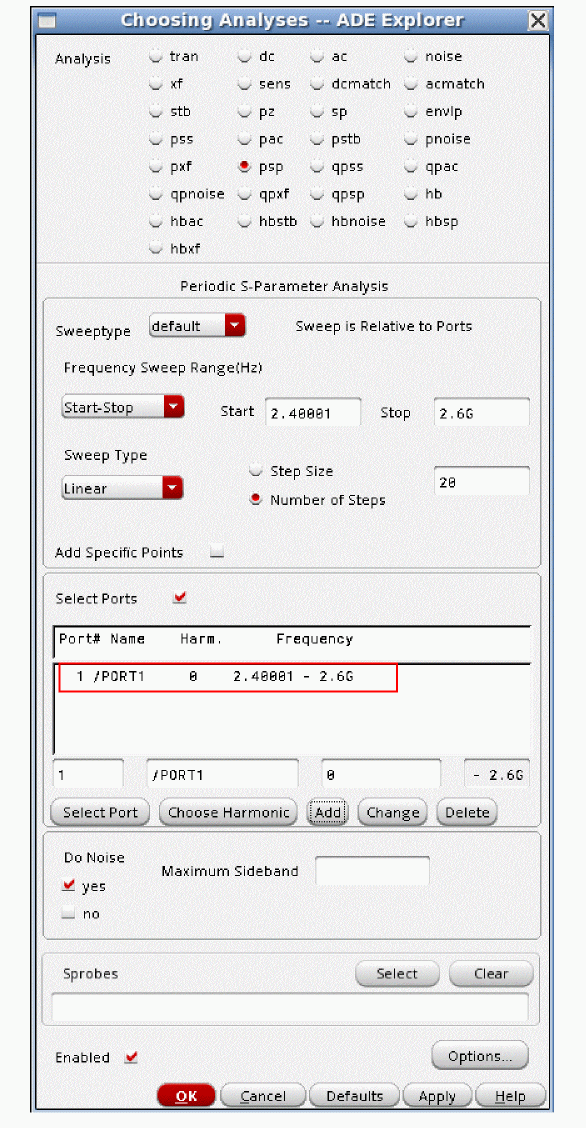 Choosing Analyses -- ADE Explorer
Analysis tran dc ac noise
xf sens dcmatch acmatch
stb pz sp envlp
pss pac pstb pnoise
pxf psp qpss qpac
qpnoise qpxf qpsp hb
hbac hbstb hbnoise hbsp
hbxf
Periodic S-Parameter Analysis
Sweeptype default Sweep is Relative to Ports
Frequency Sweep Range(Hz)
Start-Stop Start 2.40001 Stop 2.6G
Sweep Type
Linear
Step Size
Number of Steps
20
Add Specific Points
Select Ports
Port# Name Harm. Frequency
1 /PORT1 0 2.40001 - 2.6G
1 /PORT1 0 - 2.6G
Select Port Choose Harmonic Add Change Delete
Do Noise
yes
no
Maximum Sideband
Sprobes Select Clear
Enabled Options...
OK Cancel Defaults Apply Help